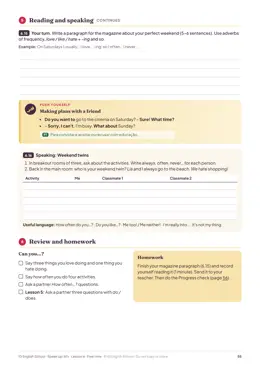 5 Reading and speaking CONTINUED
Your turn. Write a paragraph for the magazine about your perfect weekend (5–6 sentences). Use adverbs
of frequency, love / like / hate + -ing and so.
Example: On Saturdays I usually... I love ...-ing, so I often... I never...
FOR YOURSELF
Making plans with a friend
• Do you want to go to the cinema on Saturday? – Sure! What time?
• – Sorry, I can't. I'm busy. What about Sunday?
Speaking: Weekend twins
1. In breakout rooms of three, ask about the activities. Write always, often, never... for each person.
2. Back in the main room: who is your weekend twin? Lia and I always go to the beach. We hate shopping!
Activity Me Classmate 1 Classmate 2
Useful language: How often do you...? · Do you like...? · Me too! / Me neither! · I'm really into ... · It's not my thing.
6 Review and homework
Can you...?
Say three things you love doing and one thing you
hate doing.
Say how often you do four activities.
Ask a partner How often...? questions.
Lesson 5: Ask a partner three questions with do /
does.
Homework
Finish your magazine paragraph (6.15) and record
yourself reading it (1 minute). Send it to your
teacher. Then do the Progress check (page